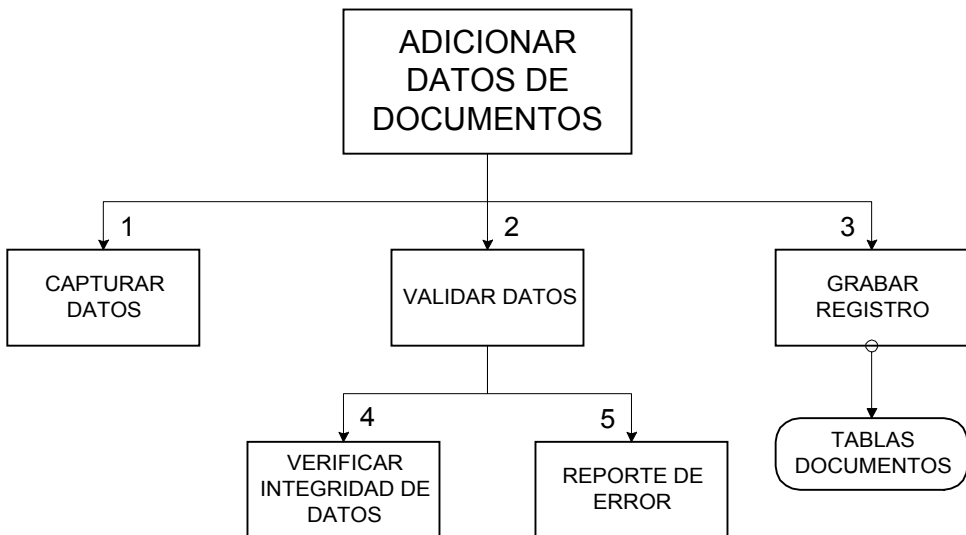 ADICIONAR
DATOS DE
DOCUMENTOS
1
2
3
CAPTURAR
DATOS
VALIDAR DATOS
GRABAR
REGISTRO
4
5
VERIFICAR
INTEGRIDAD DE
DATOS
REPORTE DE
ERROR
TABLAS
DOCUMENTOS